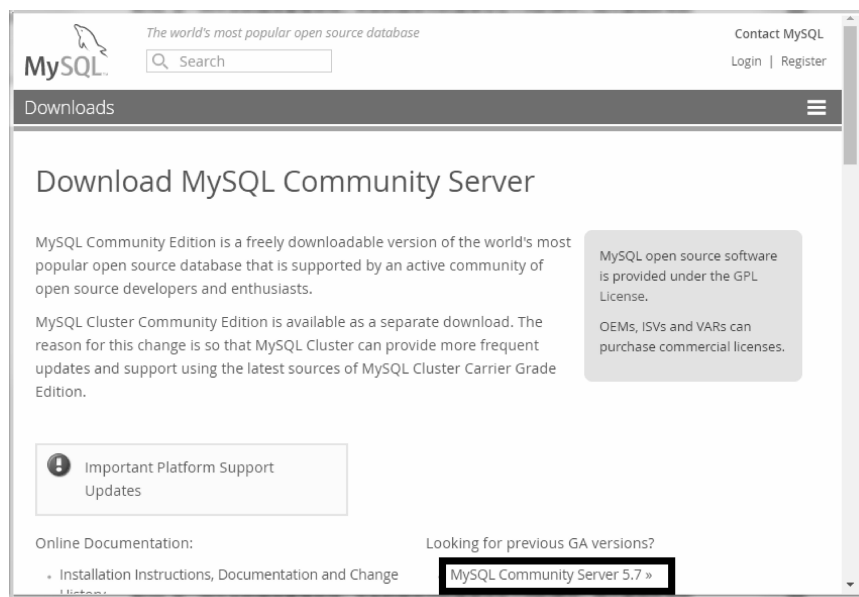 The world's most popular open source database
MySQL™
Search
Contact MySQL
Login | Register
Downloads
Download MySQL Community Server
MySQL Community Edition is a freely downloadable version of the world's most
popular open source database that is supported by an active community of
open source developers and enthusiasts.
MySQL Cluster Community Edition is available as a separate download. The
reason for this change is so that MySQL Cluster can provide more frequent
updates and support using the latest sources of MySQL Cluster Carrier Grade
Edition.
MySQL open source software
is provided under the GPL
License.
OEMs, ISVs and VARs can
purchase commercial licenses.
Important Platform Support
Updates
Online Documentation:
Installation Instructions, Documentation and Change
History
Looking for previous GA versions?
MySQL Community Server 5.7 »